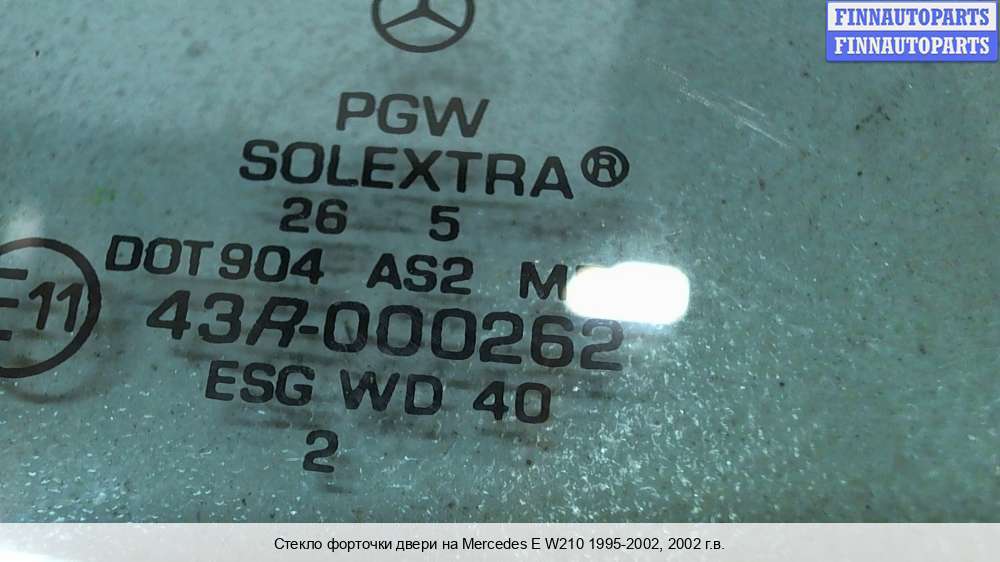 FINNAUTOPARTS
FINNAUTOPARTS
PGW
SOLEXTRA®
26 5
DOT904 AS2
E11
43R-000262
ESG WD 40
2
Стекло форточки двери на Mercedes E W210 1995-2002, 2002 г.в.